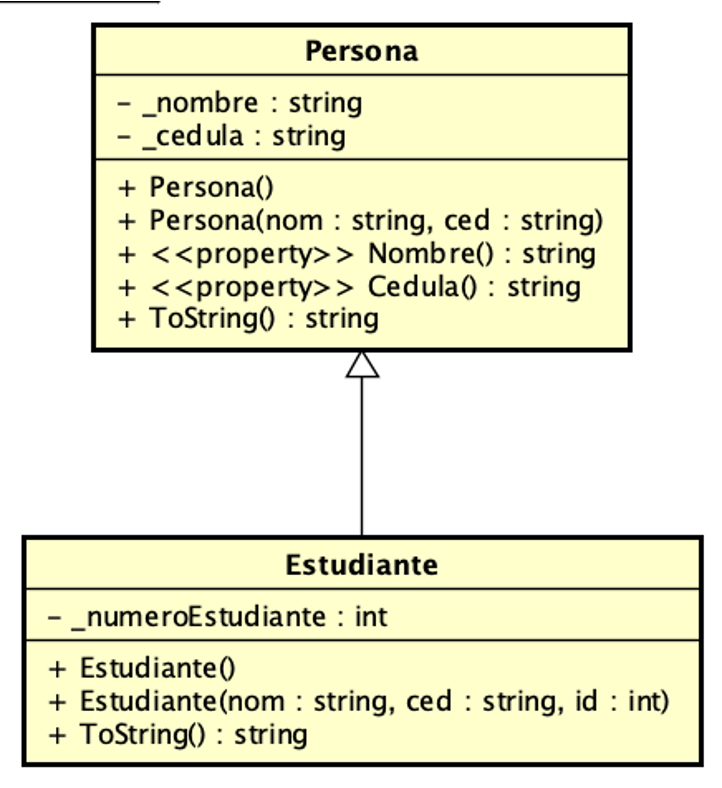 Persona
- _nombre : string
- _cedula : string
+ Persona()
+ Persona(nom : string, ced : string)
+ <<property>> Nombre() : string
+ <<property>> Cedula() : string
+ ToString() : string
Estudiante
- _numeroEstudiante : int
+ Estudiante()
+ Estudiante(nom : string, ced : string, id : int)
+ ToString() : string